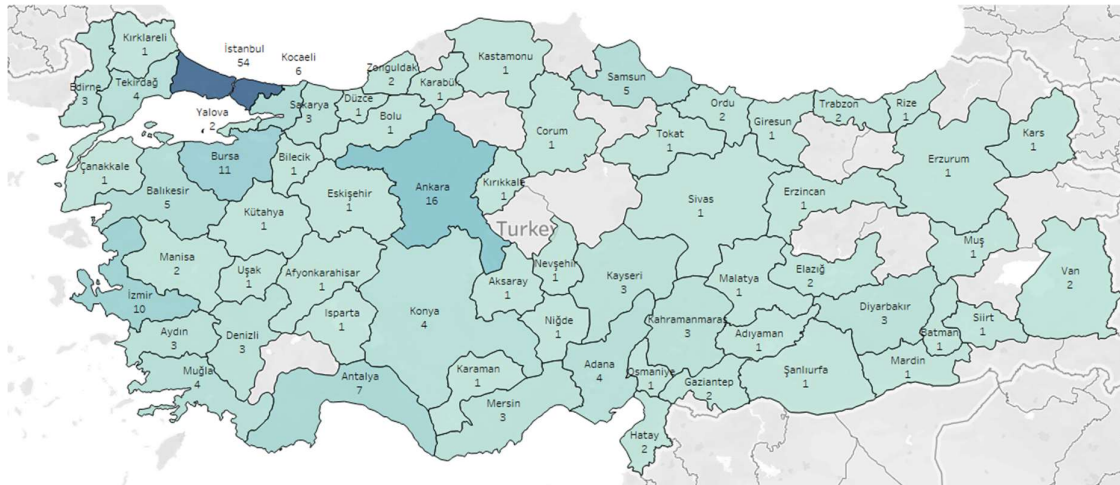 Kırklareli
1
İstanbul
54
Kocaeli
6
Zonguldak
2
Karabük
1
Kastamonu
1
Samsun
5
Edirne
3
Tekirdağ
4
Yalova
2
Sakarya
3
Düzce
1
Bolu
1
Corum
1
Tokat
1
Ordu
2
Giresun
1
Trabzon
2
Rize
1
Erzurum
1
Kars
1
Çanakkale
1
Balıkesir
5
Bursa
11
Bilecik
1
Eskişehir
1
Ankara
16
Kırıkkale
1
Sivas
1
Erzincan
1
Kütahya
1
Turkey
Manisa
2
Uşak
1
Afyonkarahisar
1
Aksaray
1
Nevşehir
1
Kayseri
3
Malatya
1
Elazığ
2
Muş
1
Van
2
İzmir
10
Isparta
1
Konya
4
Niğde
1
Kahramanmaraş
3
Adıyaman
1
Diyarbakır
3
Batman
1
Siirt
1
Aydın
3
Denizli
3
Muğla
4
Antalya
7
Karaman
1
Mersin
3
Adana
4
Osmaniye
1
Gaziantep
2
Şanlıurfa
1
Mardin
1
Hatay
2